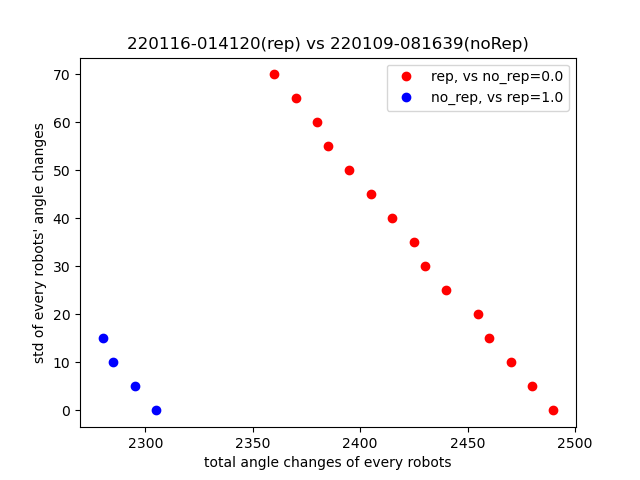 220116-014120(rep) vs 220109-081639(noRep)
rep, vs no_rep=0.0
no_rep, vs rep=1.0
70
60
50
40
30
20
10
0
std of every robots' angle changes
2300
2350
2400
2450
2500
total angle changes of every robots